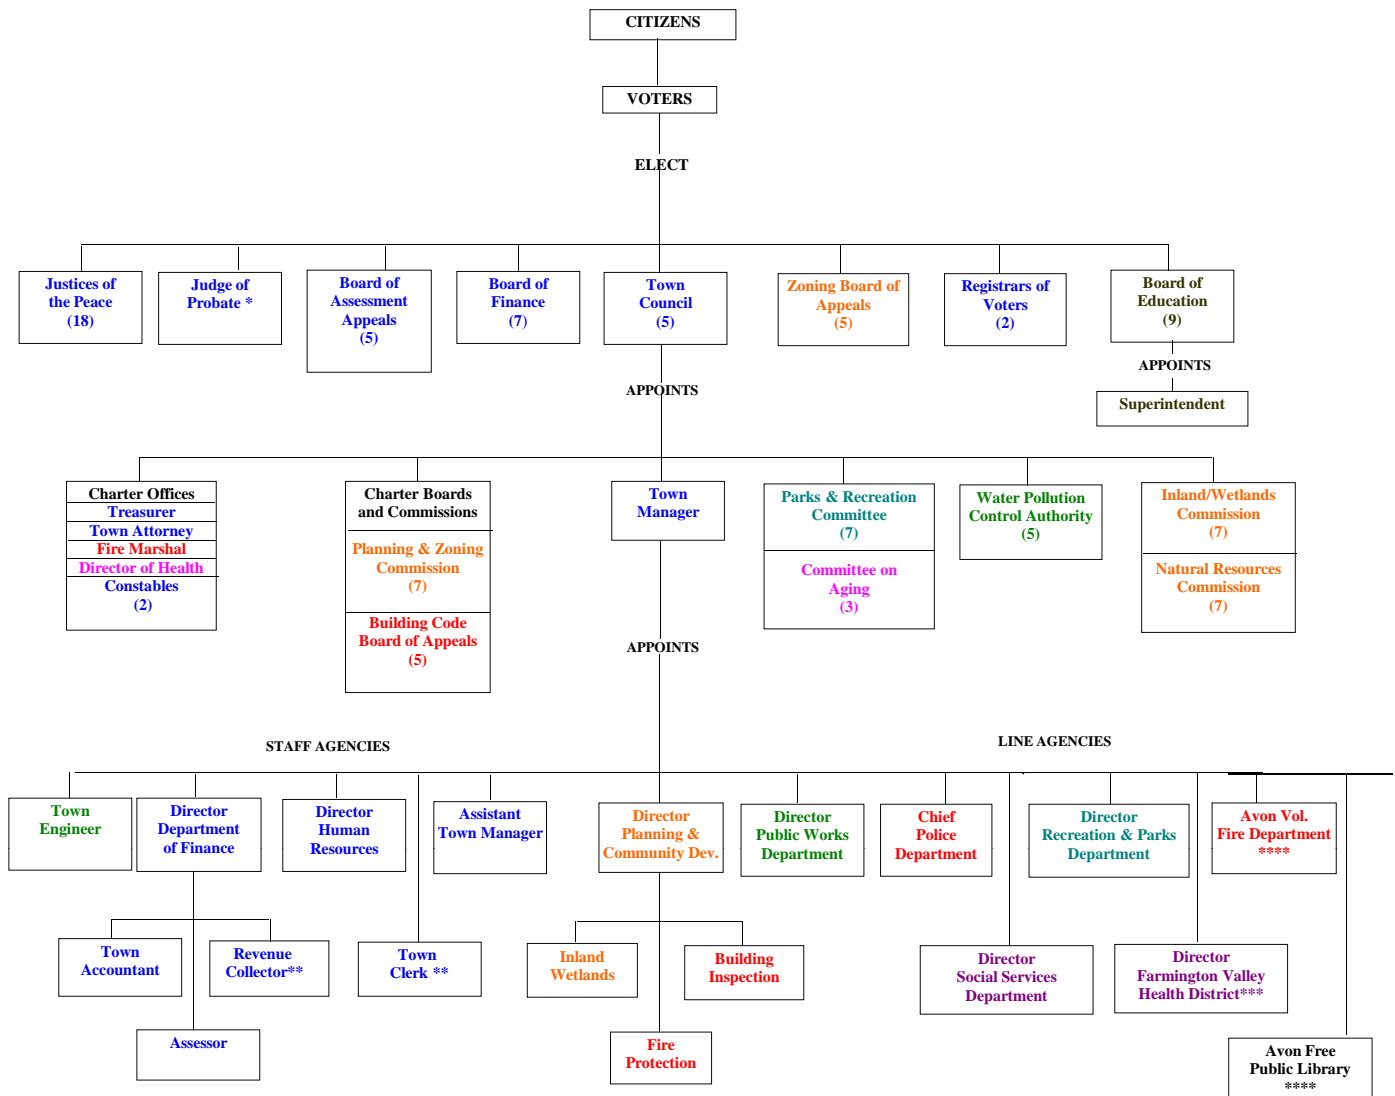 CITIZENS
VOTERS
ELECT
Justices of
the Peace
(18)
Judge of
Probate *
Board of
Assessment
Appeals
(5)
Board of
Finance
(7)
Town
Council
(5)
Zoning Board of
Appeals
(5)
Registrars of
Voters
(2)
Board of
Education
(9)
APPOINTS
Superintendent
APPOINTS
Charter Offices
Treasurer
Town Attorney
Fire Marshal
Director of Health
Constables
(2)
Charter Boards
and Commissions
Planning & Zoning
Commission
(7)
Building Code
Board of Appeals
(5)
Town
Manager
Parks & Recreation
Committee
(7)
Committee on
Aging
(3)
Water Pollution
Control Authority
(5)
Inland/Wetlands
Commission
(7)
Natural Resources
Commission
(7)
APPOINTS
STAFF AGENCIES
LINE AGENCIES
Town
Engineer
Director
Department
of Finance
Director
Human
Resources
Assistant
Town Manager
Director
Planning &
Community Dev.
Director
Public Works
Department
Chief
Police
Department
Director
Recreation & Parks
Department
Avon Vol.
Fire Department
****
Town
Accountant
Revenue
Collector**
Town
Clerk **
Inland
Wetlands
Building
Inspection
Director
Social Services
Department
Director
Farmington Valley
Health District***
Assessor
Fire
Protection
Avon Free
Public Library
****